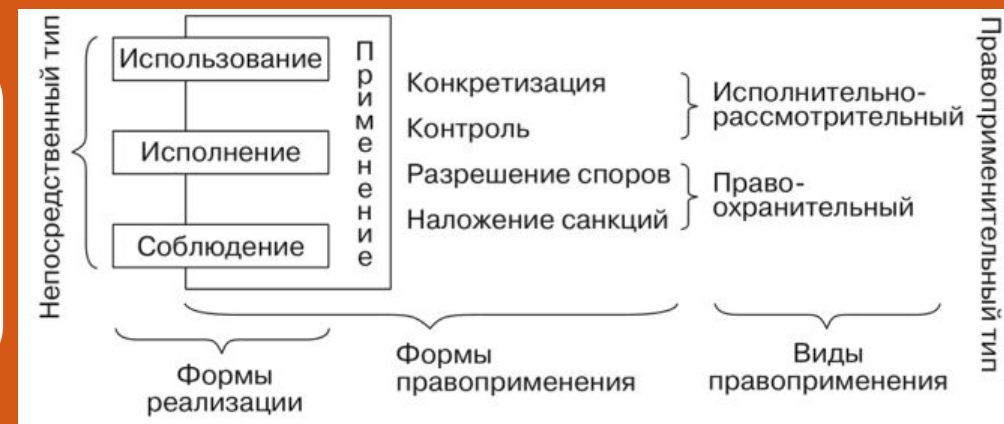 Непосредственный тип
Использование
Исполнение
Соблюдение
Применение
Конкретизация
Контроль
Разрешение споров
Наложение санкций
Исполнительно-
рассмотрительный
Право-
охранительный
Правоприменительный тип
Формы
реализации
Формы
правоприменения
Виды
правоприменения